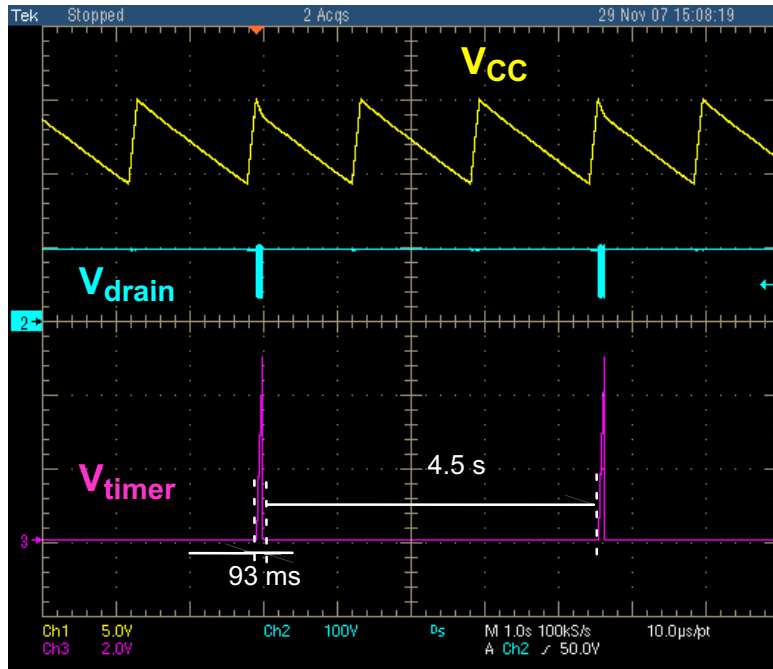 Tek Stopped 2 Acqs 29 Nov 07 15:08:19
VCC
Vdrain
2
4.5 s
Vtimer
3
93 ms
Ch1 5.0V Ch2 100V Ds M 1.0s 100kS/s 10.0µs/pt
Ch3 2.0V A Ch2 ∕ 50.0V